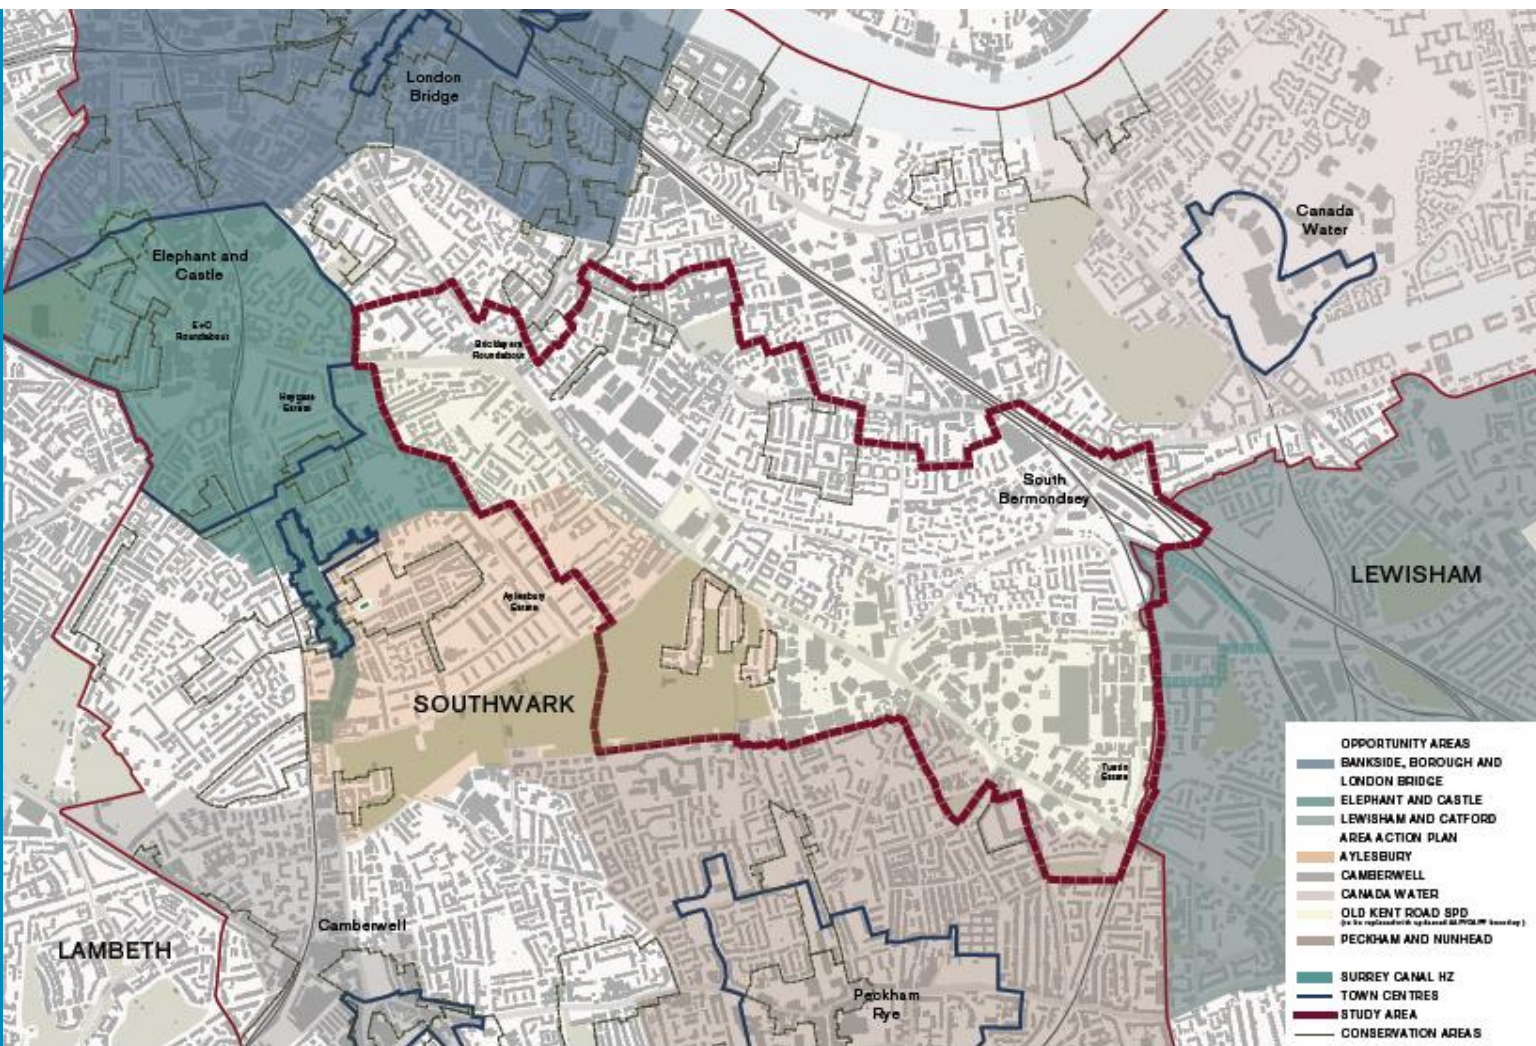 London
Bridge
Canada
Water
Elephant and
Castle
E+C
Roundabout
Bricklayers
Roundabout
Heygate
Estate
South
Bermondsey
LEWISHAM
Aylesbury
Estate
SOUTHWARK
Tustin
Estate
Camberwell
LAMBETH
Peckham
Rye
OPPORTUNITY AREAS
BANKSIDE, BOROUGH AND
LONDON BRIDGE
ELEPHANT AND CASTLE
LEWISHAM AND CATFORD
AREA ACTION PLAN
AYLESBURY
CAMBERWELL
CANADA WATER
OLD KENT ROAD SPD
PECKHAM AND NUNHEAD
SURREY CANAL HZ
TOWN CENTRES
STUDY AREA
CONSERVATION AREAS